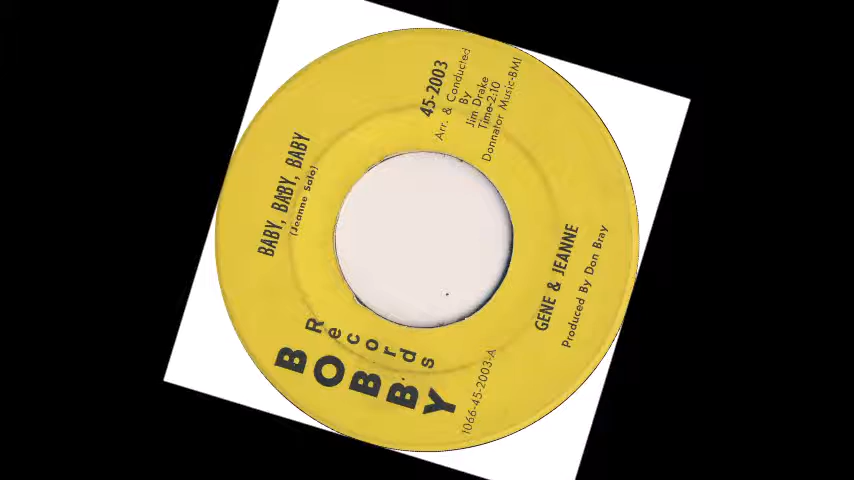 BOBBY
Records
BABY, BABY, BABY
(Jeanne Salo)
45-2003
Arr. & Conducted
By
Jim Drake
Time-2:10
Donnator Music-BMI
1066-45-2003-A
GENE & JEANNE
Produced By Don Bray